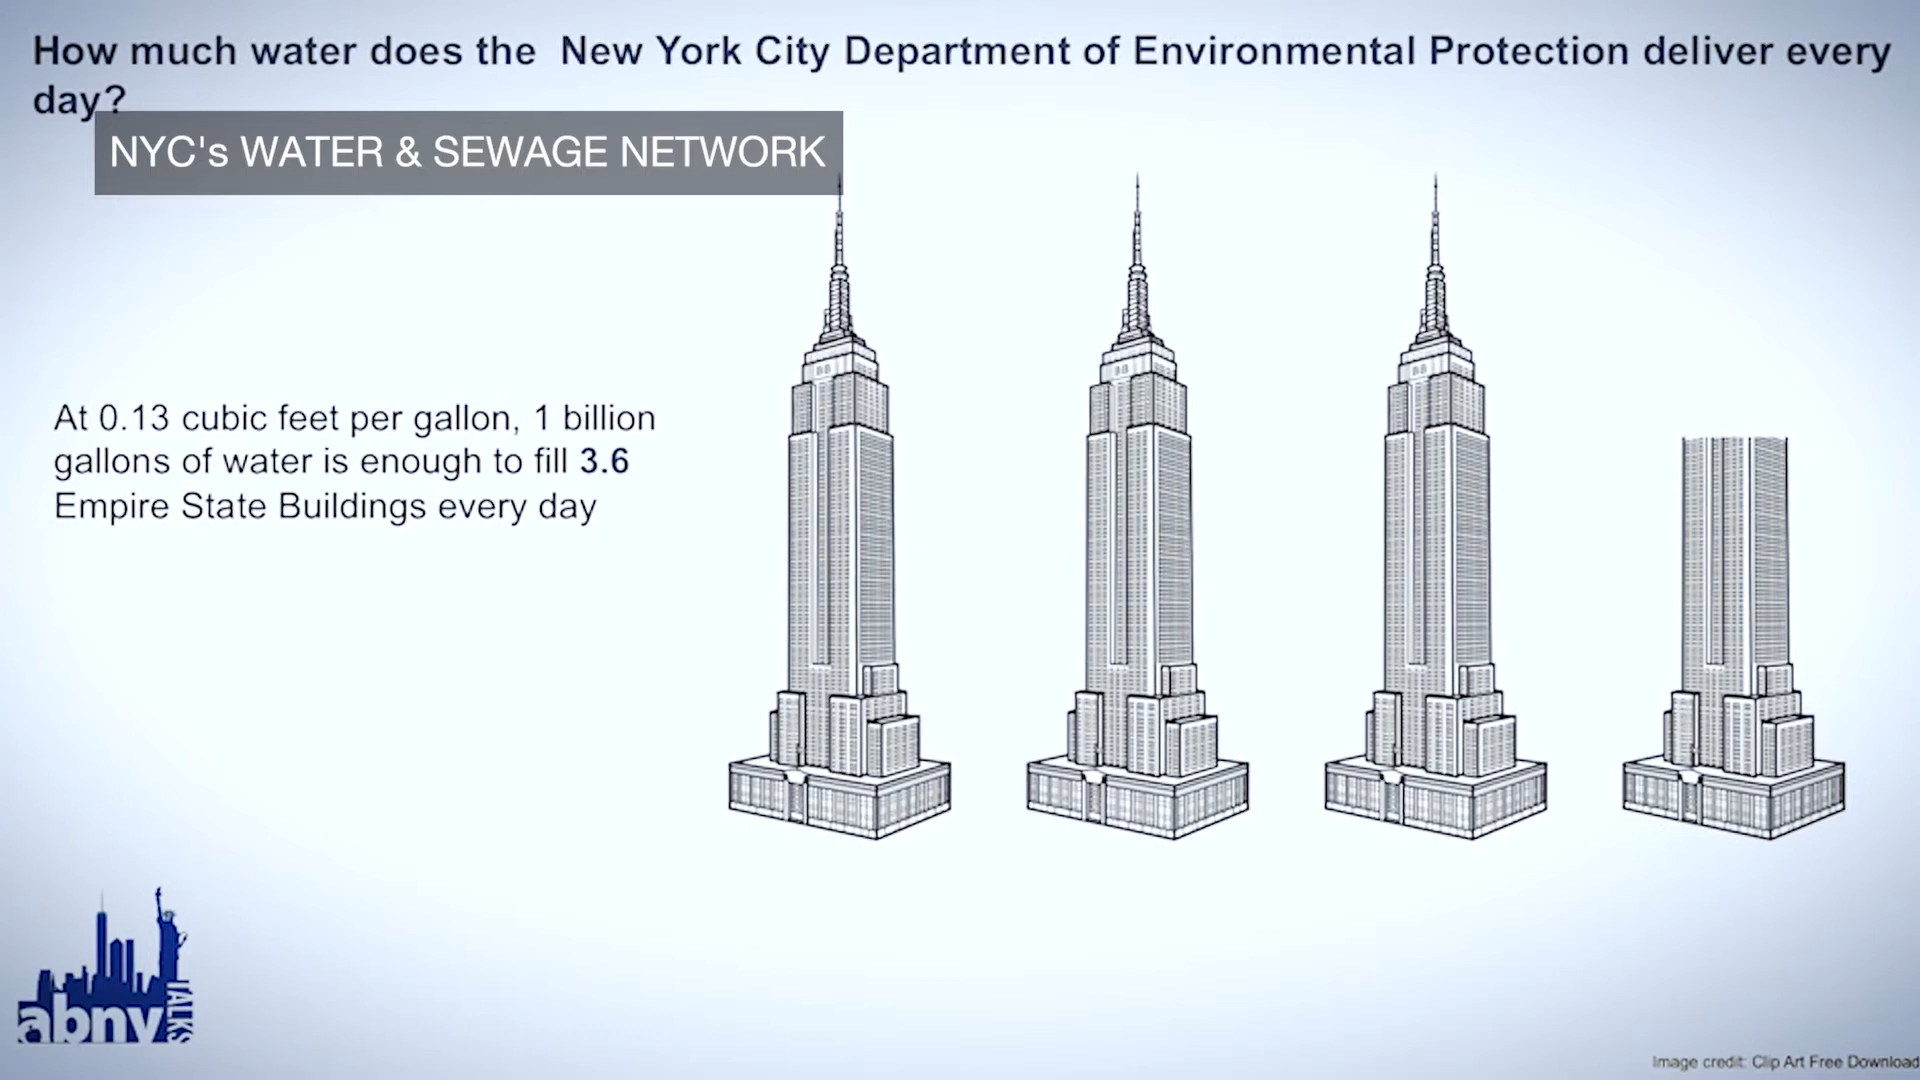 How much water does the New York City Department of Environmental Protection deliver every
day?
NYC's WATER & SEWAGE NETWORK
At 0.13 cubic feet per gallon, 1 billion
gallons of water is enough to fill 3.6
Empire State Buildings every day
abny
TALKS
Image credit: Clip Art Free Download